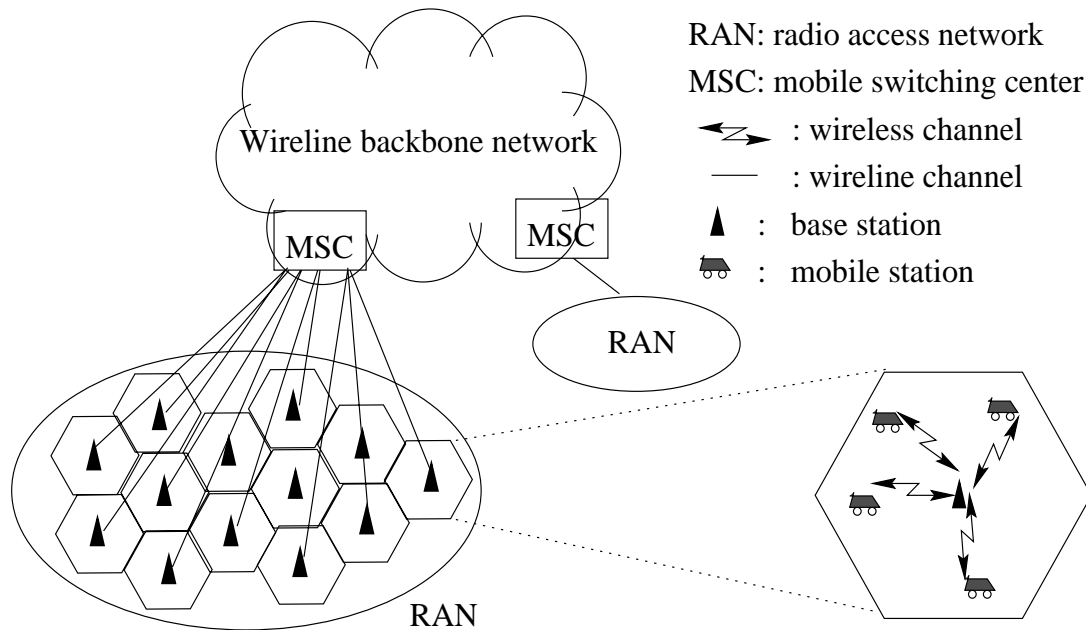 RAN: radio access network
MSC: mobile switching center
: wireless channel
: wireline channel
: base station
: mobile station
Wireline backbone network
MSC
MSC
RAN
RAN